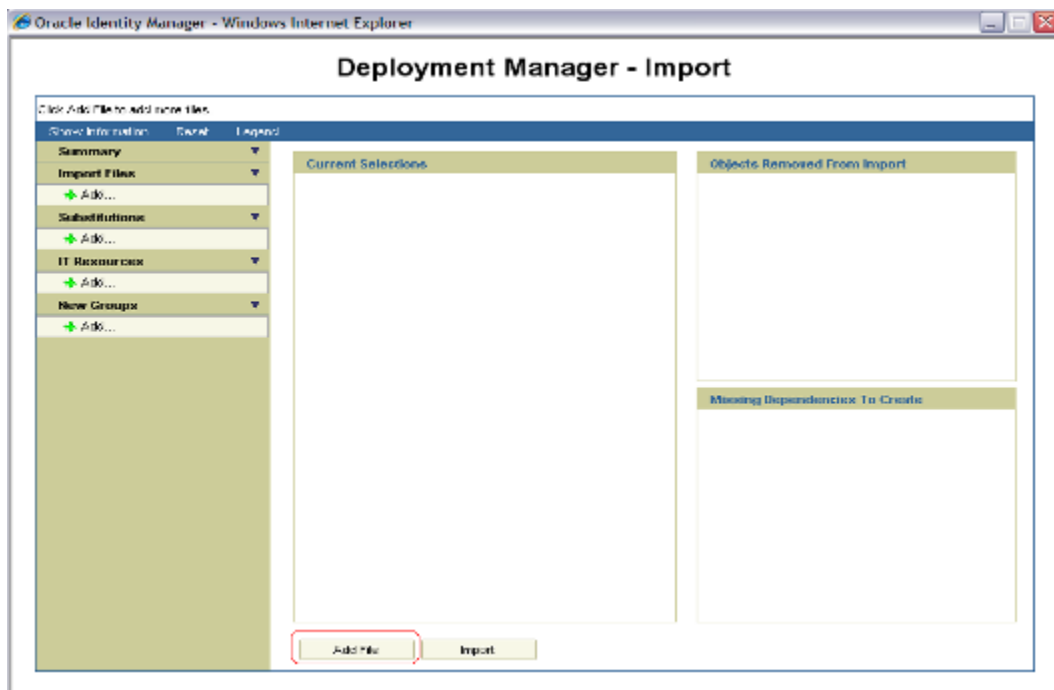 Oracle Identity Manager - Windows Internet Explorer
Deployment Manager - Import
Click Add File to add more files
Show Information Reset Legend
Summary
Import Files
Add...
Substitutions
Add...
IT Resources
Add...
New Groups
Add...
Current Selections
Objects Removed From Import
Missing Dependencies To Create
Add File Import